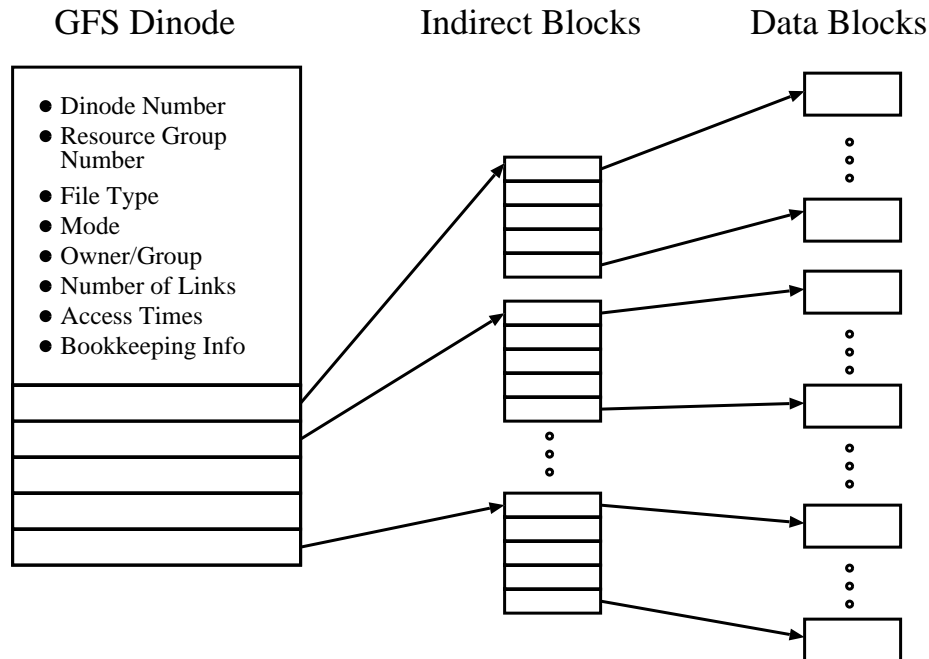 GFS Dinode
Indirect Blocks
Data Blocks
● Dinode Number
● Resource Group
Number
● File Type
● Mode
● Owner/Group
● Number of Links
● Access Times
● Bookkeeping Info